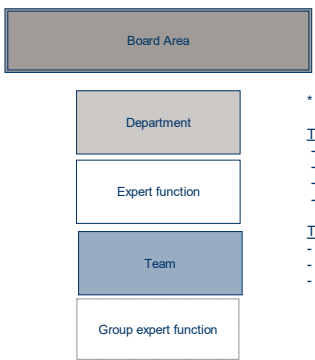 Board Area
Department
*
T
-
-
-
-
Expert function
T
-
-
-
Team
Group expert function